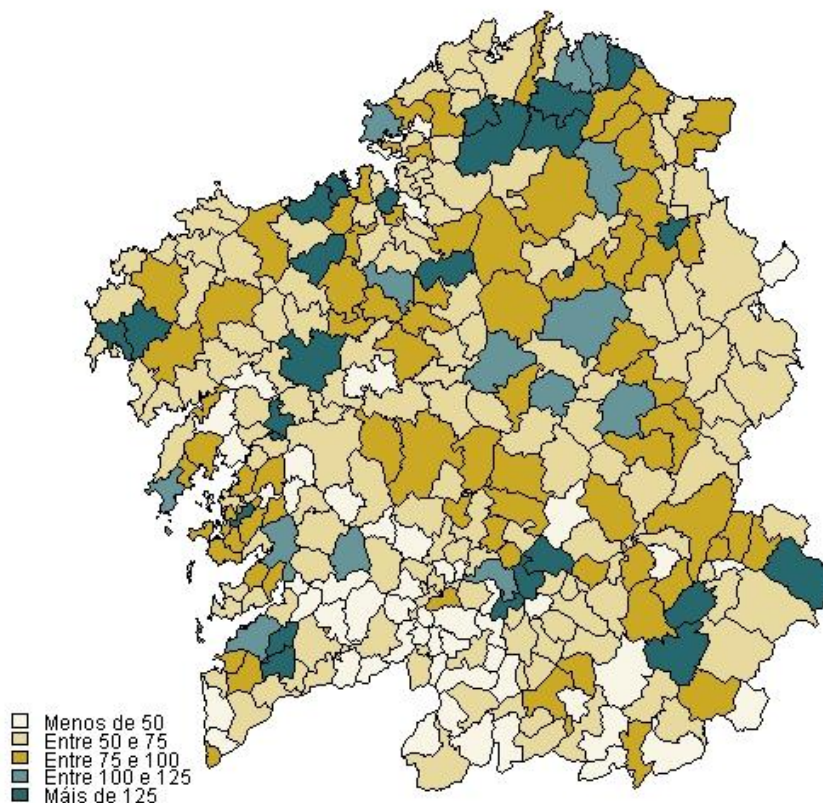 Menos de 50
Entre 50 e 75
Entre 75 e 100
Entre 100 e 125
Máis de 125